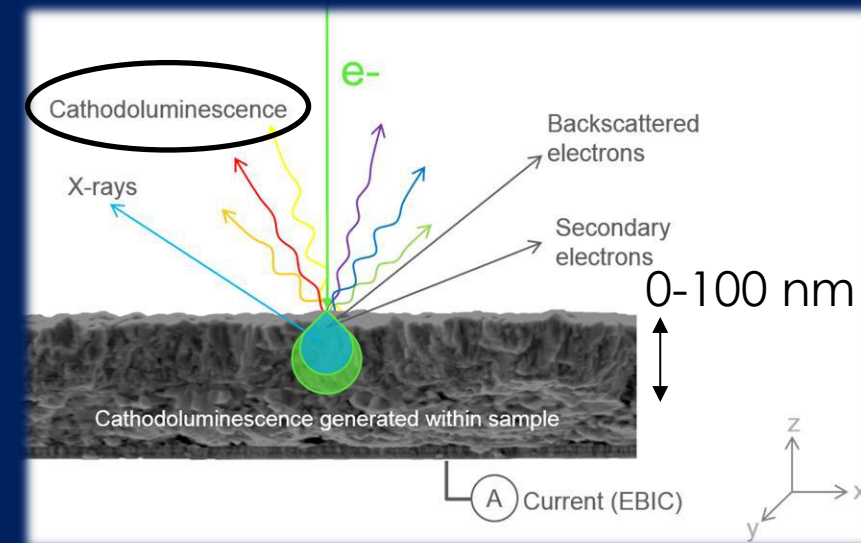 e-
Cathodoluminescence
Backscattered
electrons
X-rays
Secondary
electrons
0-100 nm
Cathodoluminescence generated within sample
A
Current (EBIC)
z
x
y